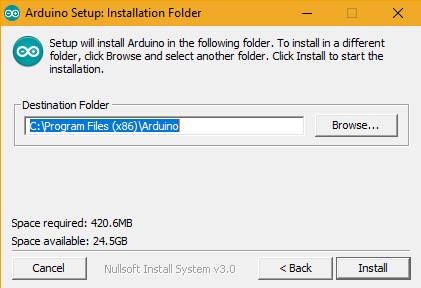 Arduino Setup: Installation Folder
Setup will install Arduino in the following folder. To install in a different
folder, click Browse and select another folder. Click Install to start the
installation.
Destination Folder
C:\Program Files (x86)\Arduino
Browse...
Space required: 420.6MB
Space available: 24.5GB
Cancel
Nullsoft Install System v3.0
< Back
Install